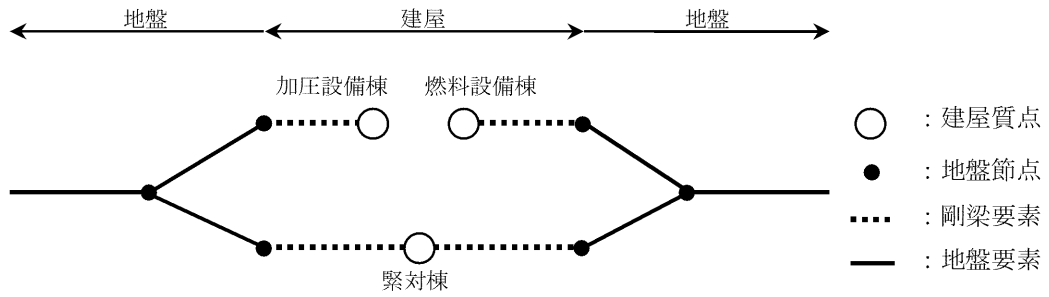 地盤
建屋
地盤
加圧設備棟
燃料設備棟
緊対棟
：建屋質点
：地盤節点
：剛梁要素
：地盤要素